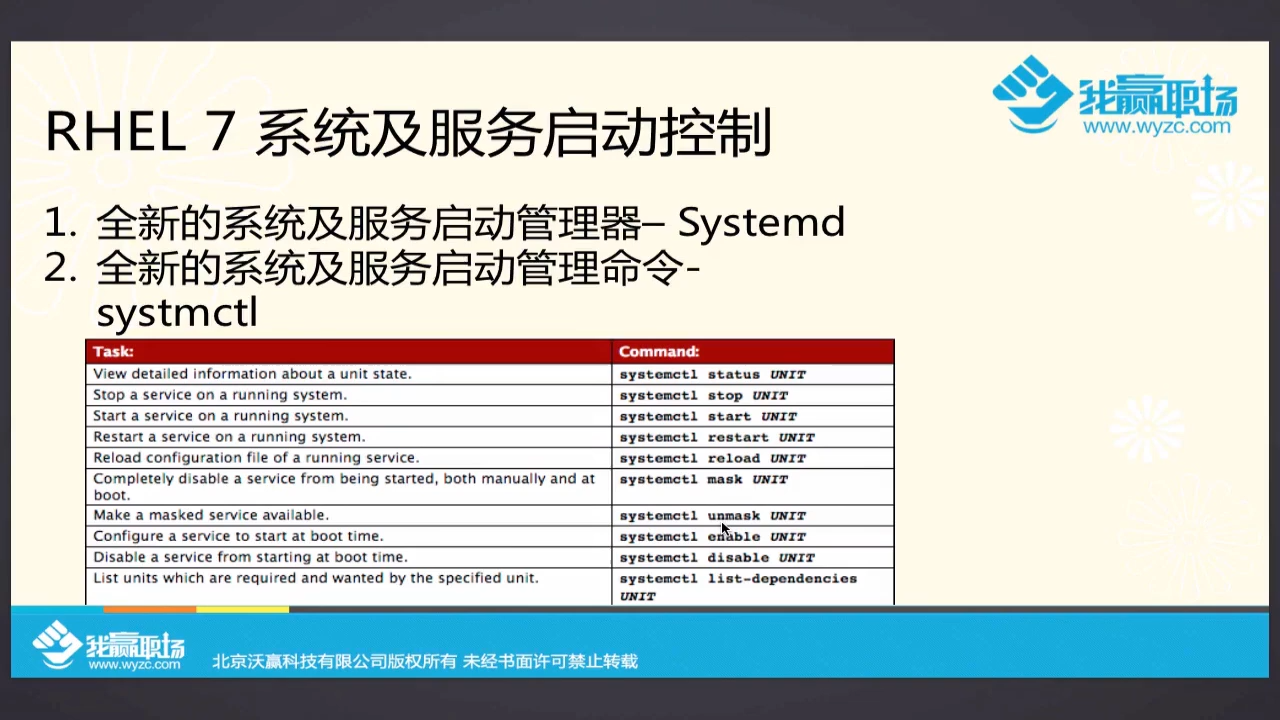 我赢职场
www.wyzc.com
RHEL 7 系统及服务启动控制
1. 全新的系统及服务启动管理器– Systemd
2. 全新的系统及服务启动管理命令-
systmctl
Task: Command:
View detailed information about a unit state. systemctl status UNIT
Stop a service on a running system. systemctl stop UNIT
Start a service on a running system. systemctl start UNIT
Restart a service on a running system. systemctl restart UNIT
Reload configuration file of a running service. systemctl reload UNIT
Completely disable a service from being started, both manually and at systemctl mask UNIT
boot.
Make a masked service available. systemctl unmask UNIT
Configure a service to start at boot time. systemctl enable UNIT
Disable a service from starting at boot time. systemctl disable UNIT
List units which are required and wanted by the specified unit. systemctl list-dependencies
UNIT
我赢职场
www.wyzc.com
北京沃赢科技有限公司版权所有 未经书面许可禁止转载